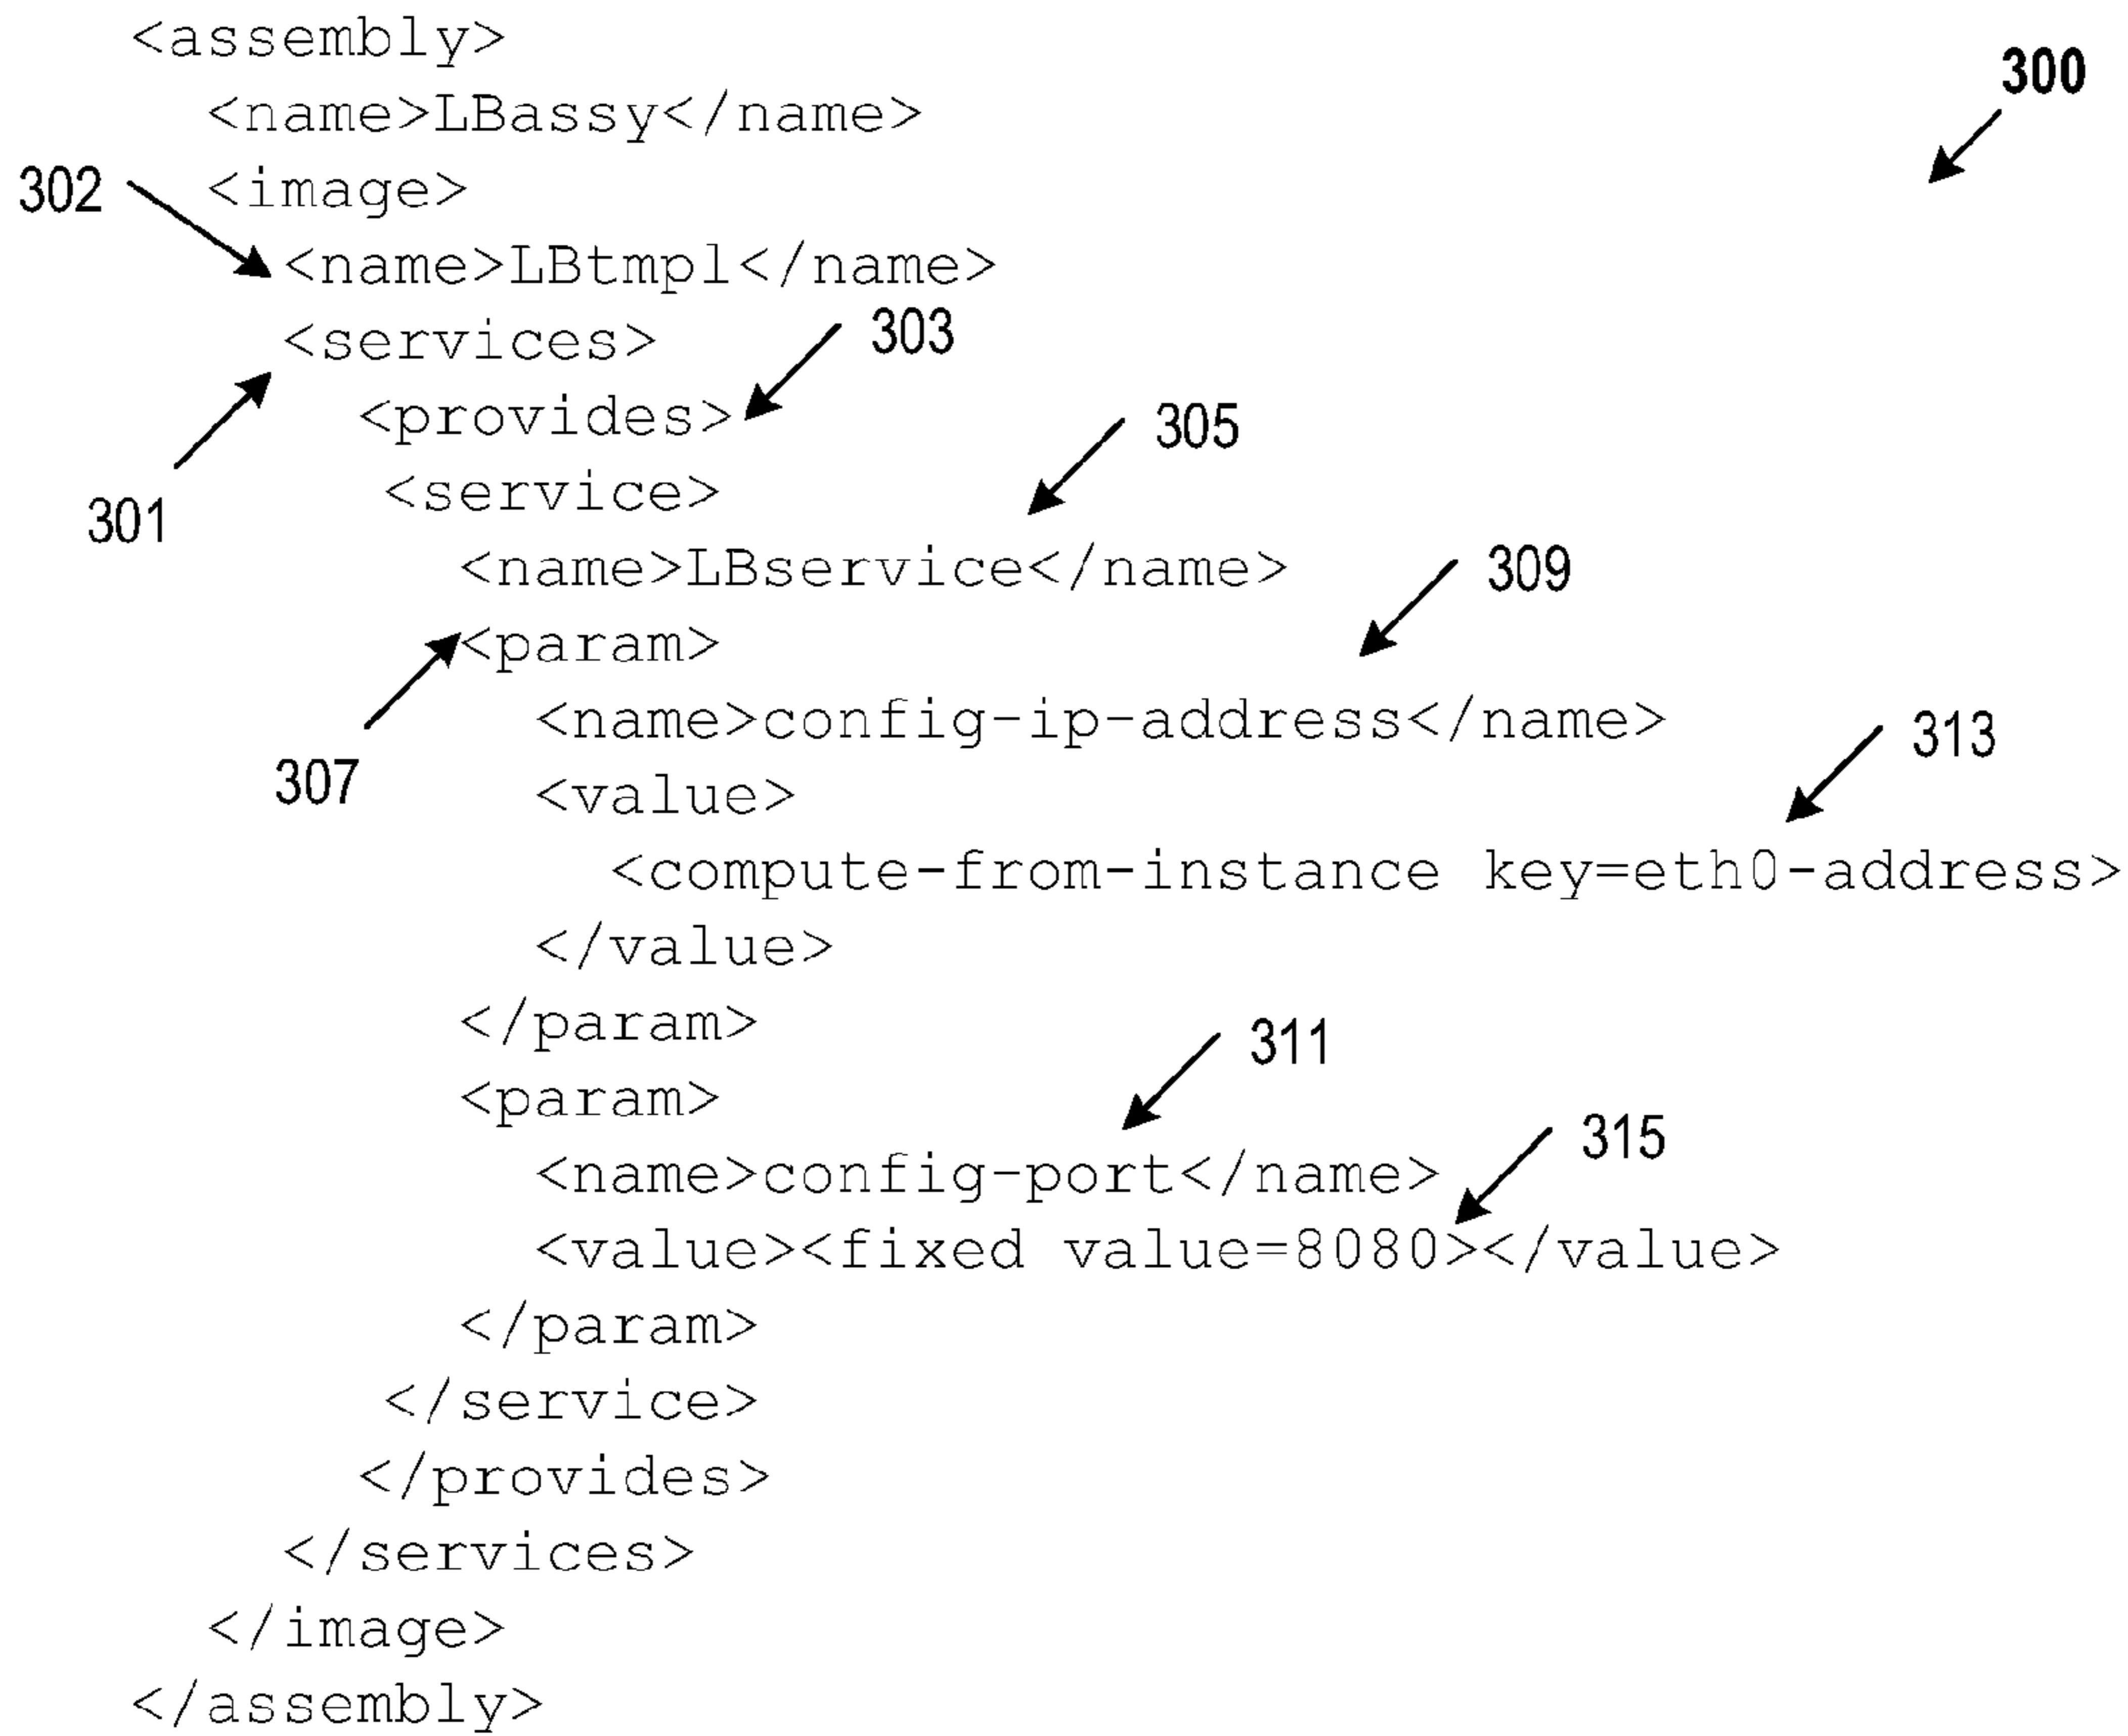 <assembly>
300
<name>LBassy</name>
302
<image>
<name>LBtmpl</name>
<services>
303
<provides>
305
<service>
301
<name>LBservice</name>
309
<param>
<name>config-ip-address</name>
313
307
<value>
<compute-from-instance key=eth0-address>
</value>
</param>
311
<param>
315
<name>config-port</name>
<value><fixed value=8080></value>
</param>
</service>
</provides>
</services>
</image>
</assembly>